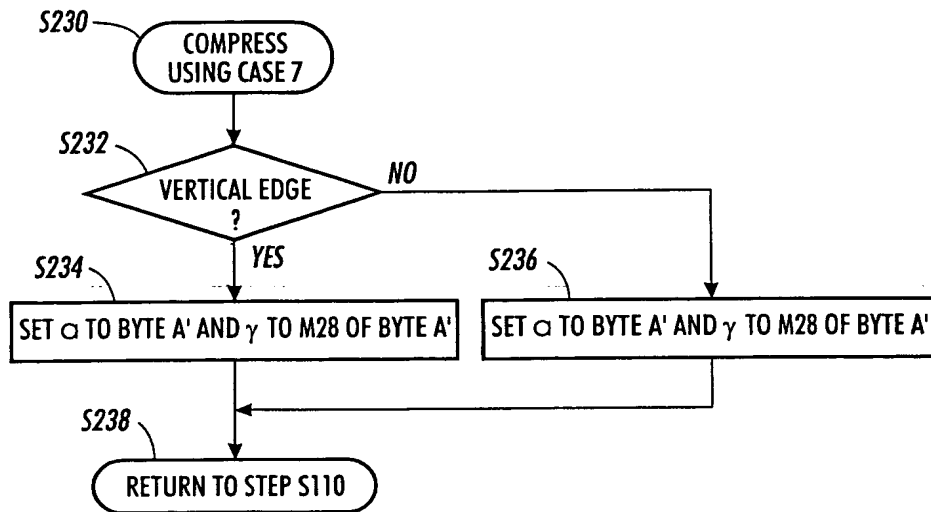 S230
COMPRESS
USING CASE 7
S232
VERTICAL EDGE
?
NO
YES
S234
SET α TO BYTE A' AND γ TO M28 OF BYTE A'
S236
SET α TO BYTE A' AND γ TO M28 OF BYTE A'
S238
RETURN TO STEP S110